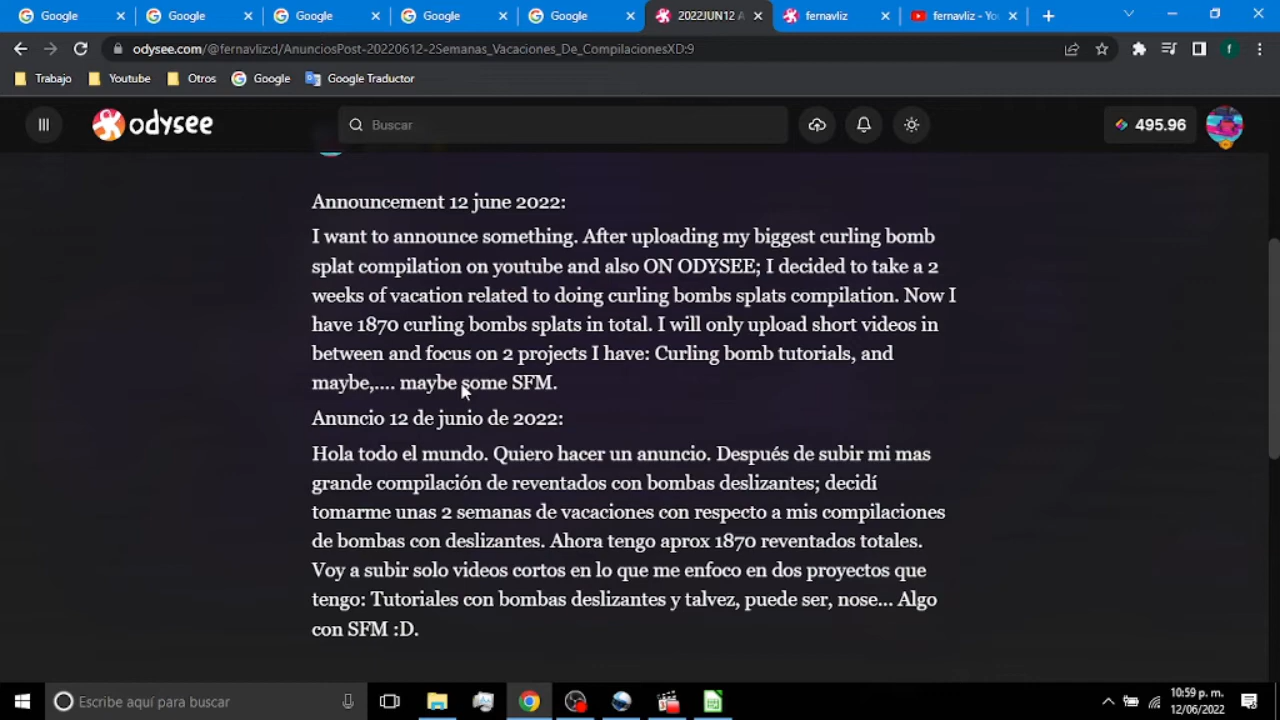 Google
Google
Google
Google
Google
2022JUN12 A
fernavliz
fernavliz - Yo
odysee.com/@fernavliz:d/AnunciosPost-20220612-2Semanas_Vacaciones_De_CompilacionesXD:9
f
Trabajo
Youtube
Otros
Google
Google Traductor
odysee
Buscar
495.96
Announcement 12 june 2022:
I want to announce something. After uploading my biggest curling bomb
splat compilation on youtube and also ON ODYSEE; I decided to take a 2
weeks of vacation related to doing curling bombs splats compilation. Now I
have 1870 curling bombs splats in total. I will only upload short videos in
between and focus on 2 projects I have: Curling bomb tutorials, and
maybe,.... maybe some SFM.
Anuncio 12 de junio de 2022:
Hola todo el mundo. Quiero hacer un anuncio. Después de subir mi mas
grande compilación de reventados con bombas deslizantes; decidí
tomarme unas 2 semanas de vacaciones con respecto a mis compilaciones
de bombas con deslizantes. Ahora tengo aprox 1870 reventados totales.
Voy a subir solo videos cortos en lo que me enfoco en dos proyectos que
tengo: Tutoriales con bombas deslizantes y talvez, puede ser, nose... Algo
con SFM :D.
Escribe aquí para buscar
10:59 p. m.
12/06/2022